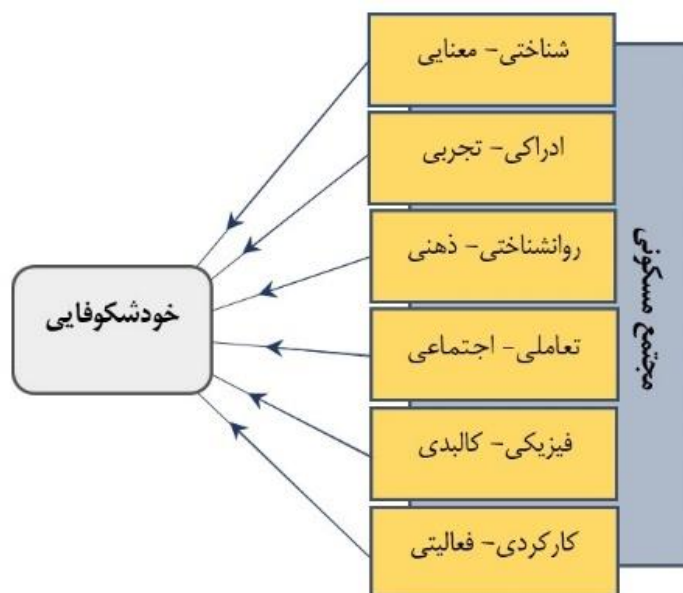 شناختی- معنایی
ادراکی- تجربی
روانشناختی- ذهنی
تعاملی- اجتماعی
فیزیکی- کالبدی
کارکردی- فعالیتی
مجتمع مسکونی
خودشکوفایی